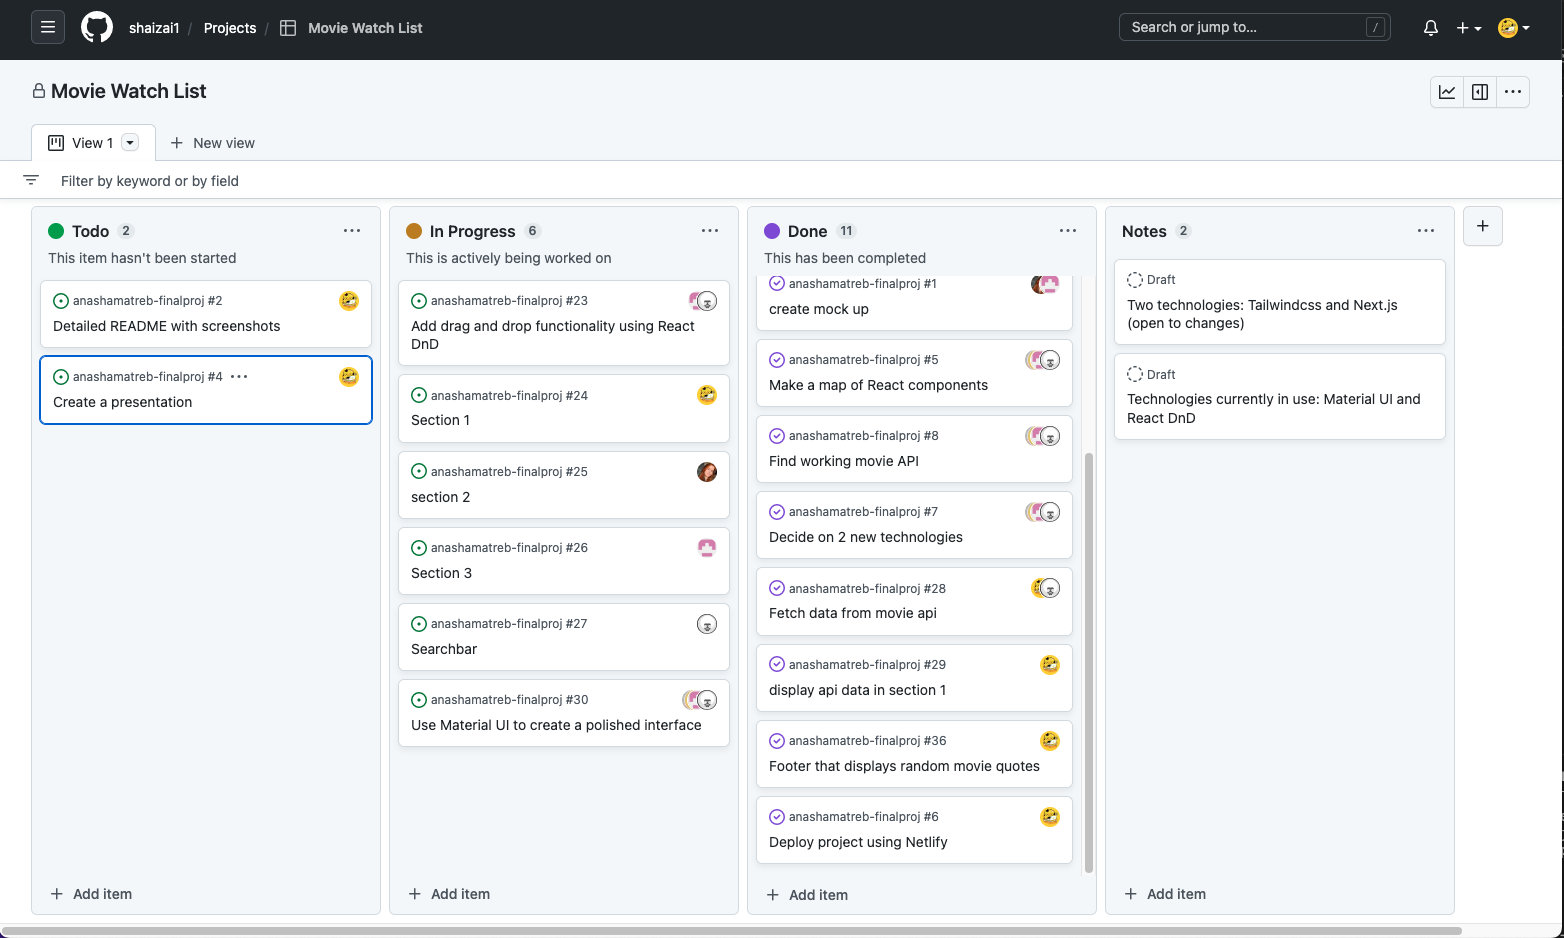 shaizai1 / Projects / Movie Watch List
Search or jump to... /
Movie Watch List
View 1
New view
Filter by keyword or by field
Todo 2
This item hasn't been started
anashamatreb-finalproj #2
Detailed README with screenshots
anashamatreb-finalproj #4
Create a presentation
Add item
In Progress 6
This is actively being worked on
anashamatreb-finalproj #23
Add drag and drop functionality using React
DnD
anashamatreb-finalproj #24
Section 1
anashamatreb-finalproj #25
section 2
anashamatreb-finalproj #26
Section 3
anashamatreb-finalproj #27
Searchbar
anashamatreb-finalproj #30
Use Material UI to create a polished interface
Add item
Done 11
This has been completed
anashamatreb-finalproj #1
create mock up
anashamatreb-finalproj #5
Make a map of React components
anashamatreb-finalproj #8
Find working movie API
anashamatreb-finalproj #7
Decide on 2 new technologies
anashamatreb-finalproj #28
Fetch data from movie api
anashamatreb-finalproj #29
display api data in section 1
anashamatreb-finalproj #36
Footer that displays random movie quotes
anashamatreb-finalproj #6
Deploy project using Netlify
Add item
Notes 2
Draft
Two technologies: Tailwindcss and Next.js
(open to changes)
Draft
Technologies currently in use: Material UI and
React DnD
Add item